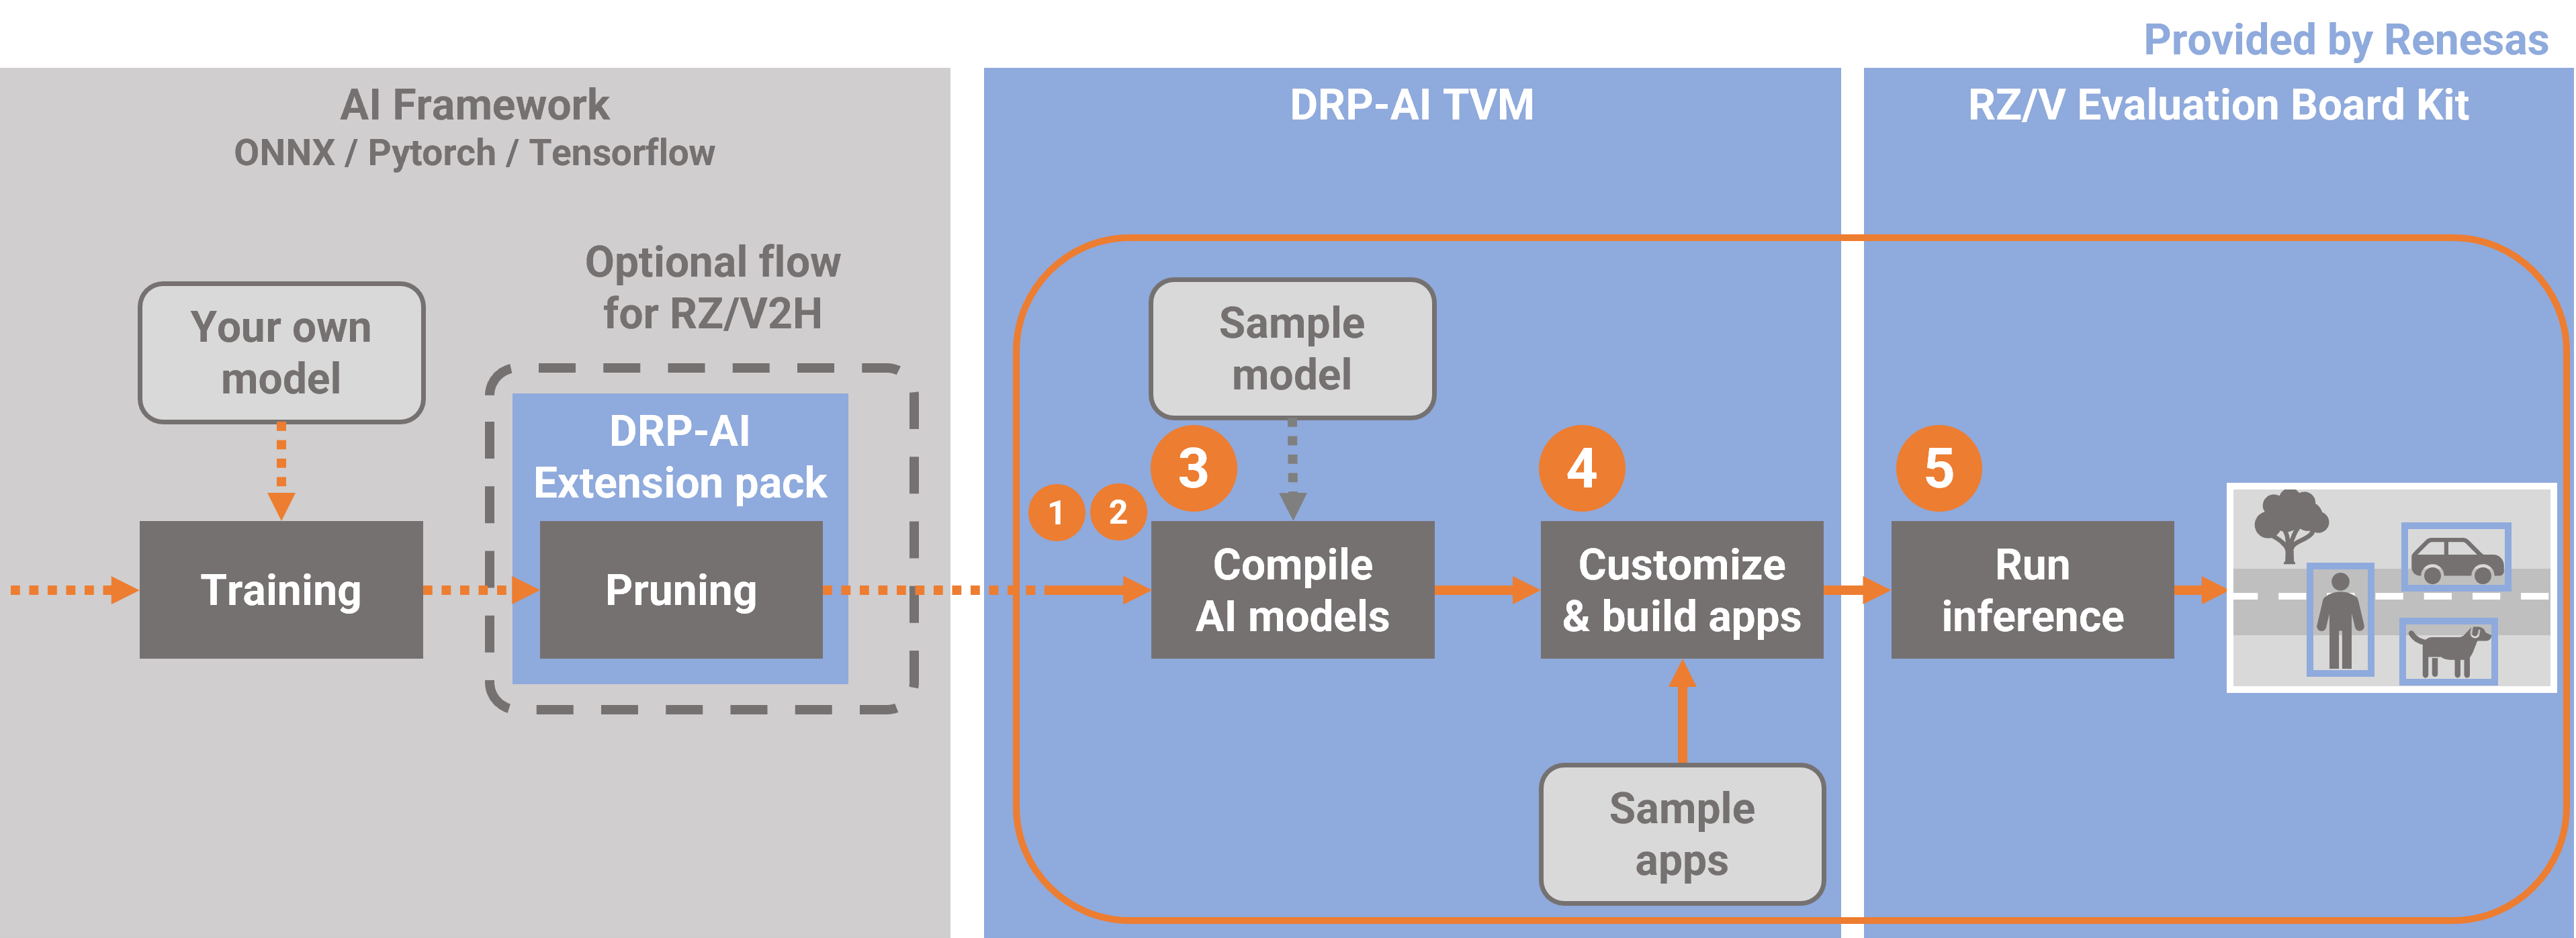 Provided by Renesas
AI Framework
ONNX / Pytorch / Tensorflow
DRP-AI TVM
RZ/V Evaluation Board Kit
Optional flow
for RZ/V2H
Your own
model
DRP-AI
Extension pack
Training
Pruning
Sample
model
1
2
3
Compile
AI models
4
Customize
& build apps
Sample
apps
5
Run
inference